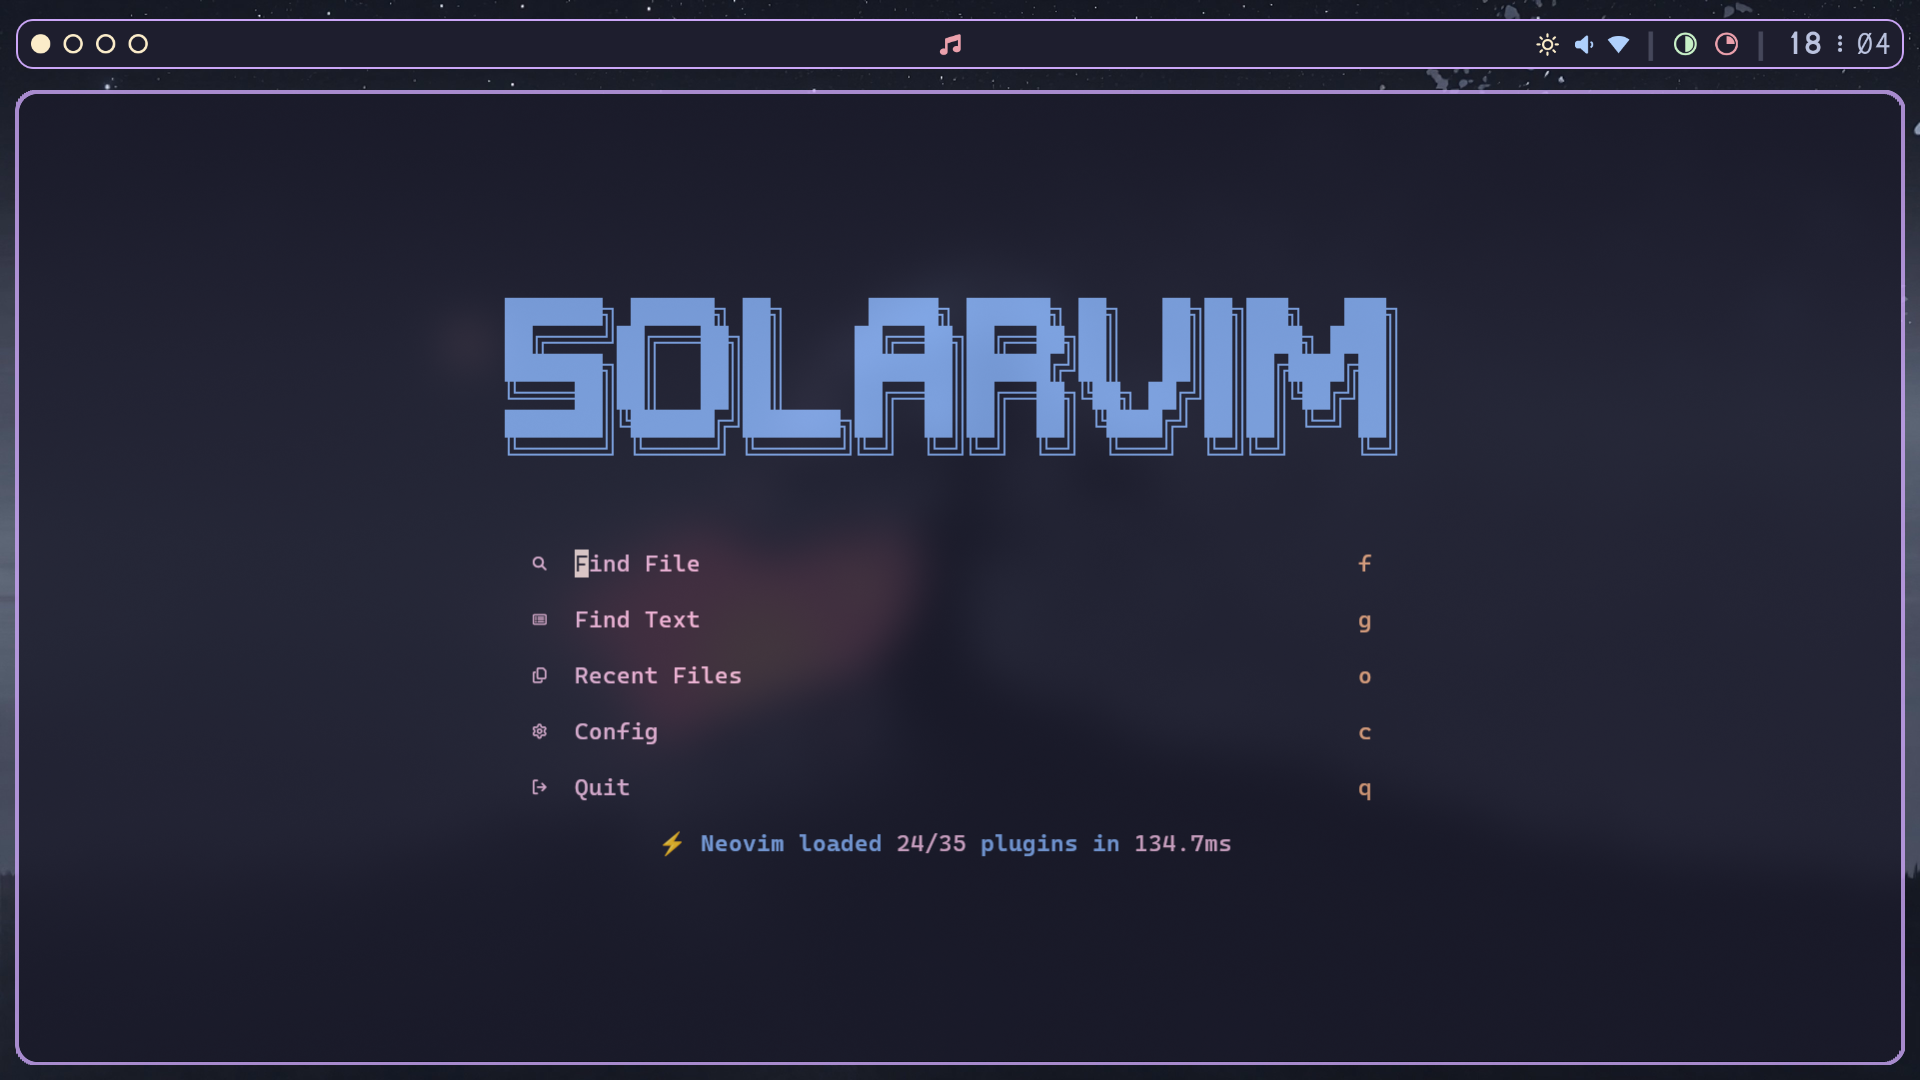 18 : 04
SOLARVIM
Find File f
Find Text g
Recent Files o
Config c
Quit q
⚡ Neovim loaded 24/35 plugins in 134.7ms